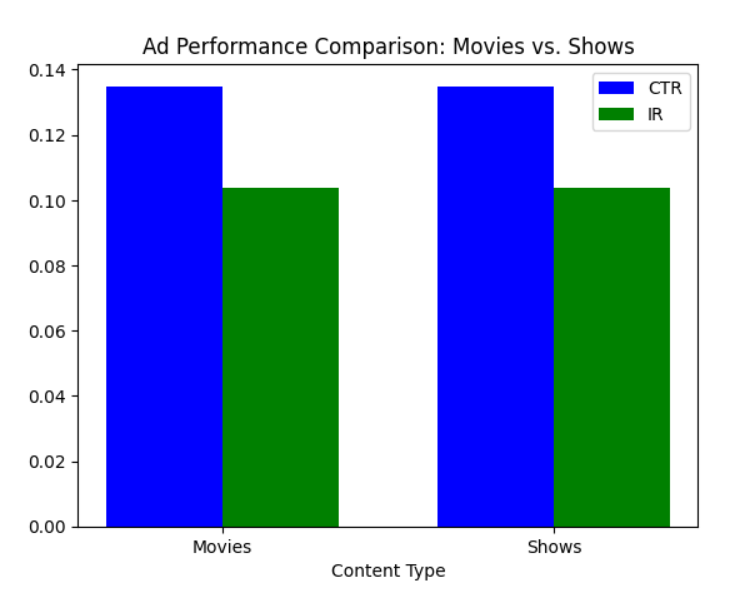 Ad Performance Comparison: Movies vs. Shows
0.14
0.12
0.10
0.08
0.06
0.04
0.02
0.00
CTR
IR
Movies
Shows
Content Type